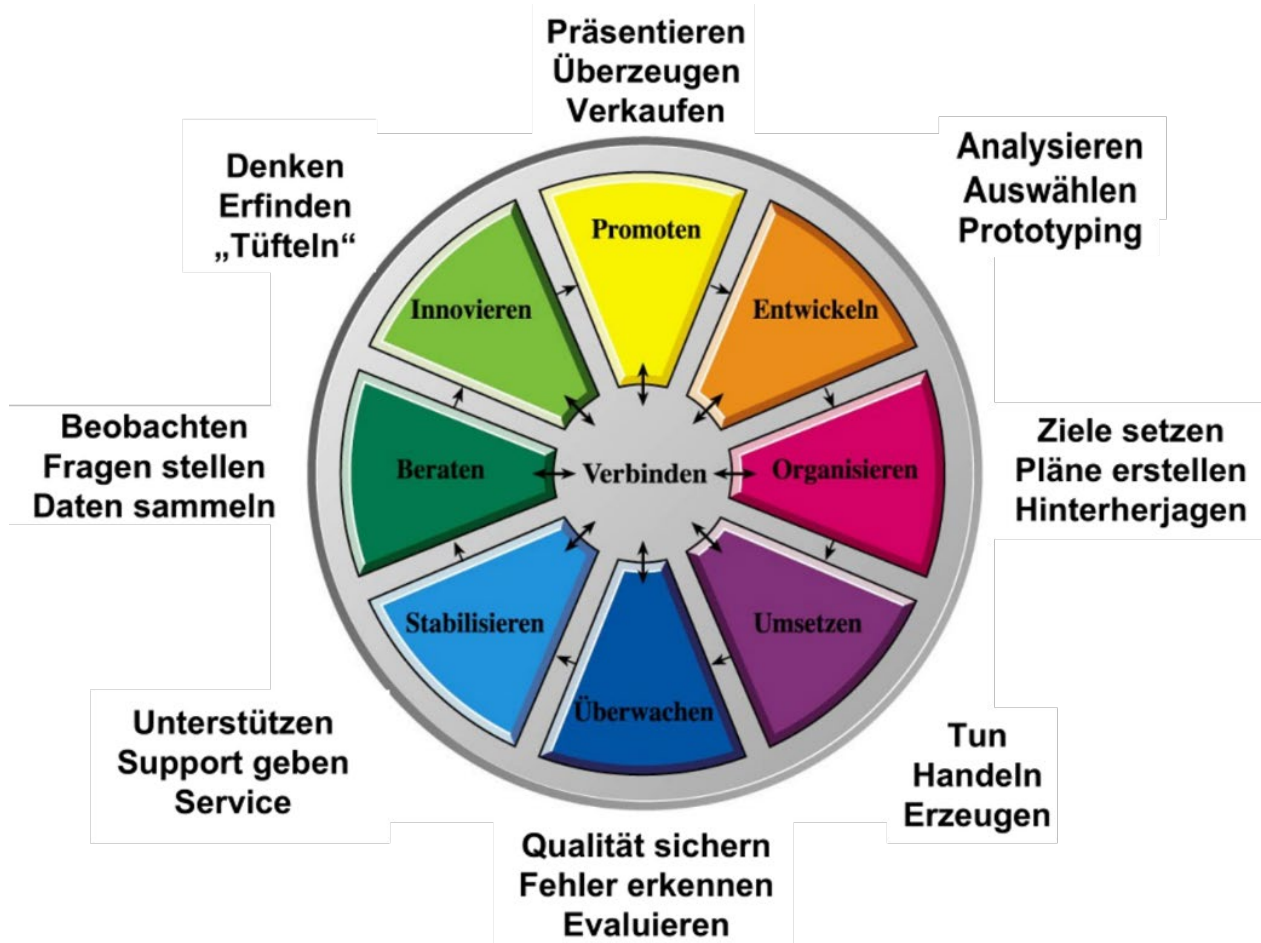 Präsentieren
Überzeugen
Verkaufen
Denken
Erfinden
„Tüfteln“
Analysieren
Auswählen
Prototyping
Promoten
Innovieren
Entwickeln
Beobachten
Fragen stellen
Daten sammeln
Beraten
Verbinden
Organisieren
Ziele setzen
Pläne erstellen
Hinterherjagen
Stabilisieren
Umsetzen
Überwachen
Unterstützen
Support geben
Service
Tun
Handeln
Erzeugen
Qualität sichern
Fehler erkennen
Evaluieren